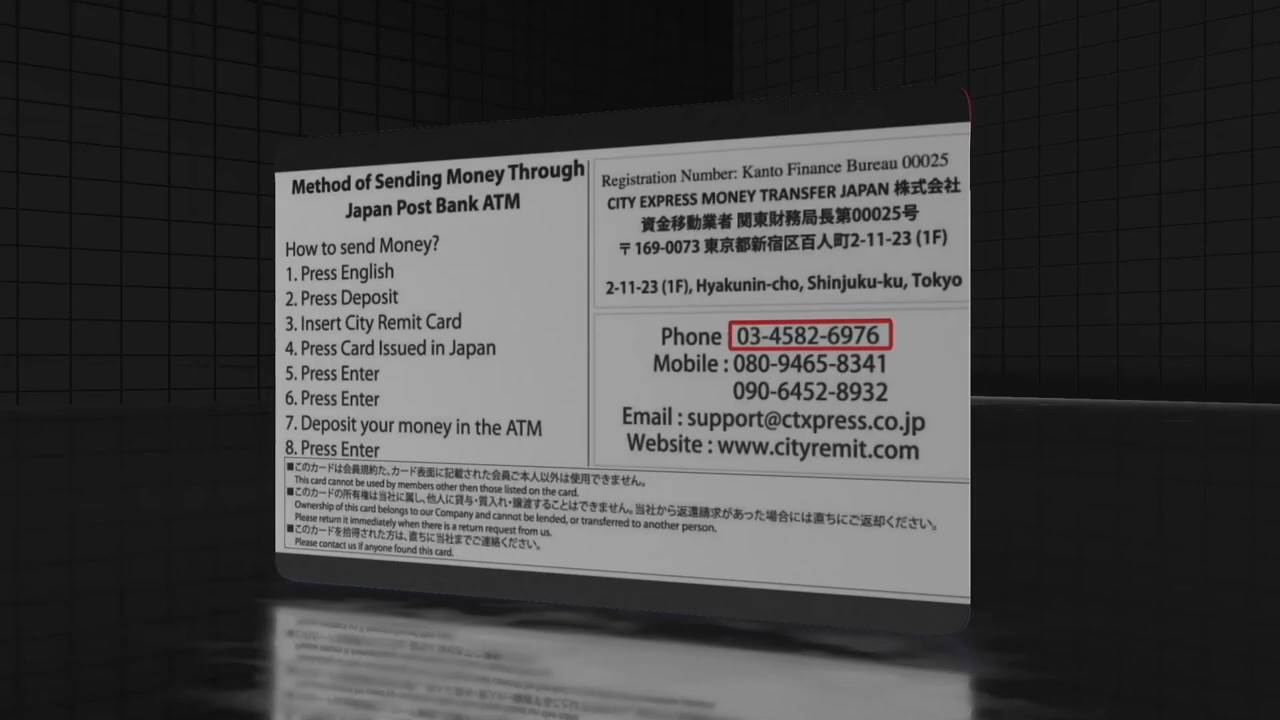 Method of Sending Money Through
Japan Post Bank ATM
How to send Money?
1. Press English
2. Press Deposit
3. Insert City Remit Card
4. Press Card Issued in Japan
5. Press Enter
6. Press Enter
7. Deposit your money in the ATM
8. Press Enter
Registration Number: Kanto Finance Bureau 00025
CITY EXPRESS MONEY TRANSFER JAPAN 株式会社
資金移動業者 関東財務局長第00025号
〒169-0073 東京都新宿区百人町2-11-23 (1F)
2-11-23 (1F), Hyakunin-cho, Shinjuku-ku, Tokyo
Phone 03-4582-6976
Mobile : 080-9465-8341
090-6452-8932
Email : support@ctxpress.co.jp
Website : www.cityremit.com
■このカードは会員規約た、カード表面に記載された会員ご本人以外は使用できません。
This card cannot be used by members other then those listed on the card.
■このカードの所有権は当社に属し、他人に貸与・質入れ・譲渡することはできません。当社から返還請求があった場合には直ちにご返却ください。
Ownership of this card belongs to our Company and cannot be lended, or transferred to another person.
Please return it immediately when there is a return request from us.
■このカードを拾得された方は、直ちに当社までご連絡ください。
Please contact us if anyone found this card.